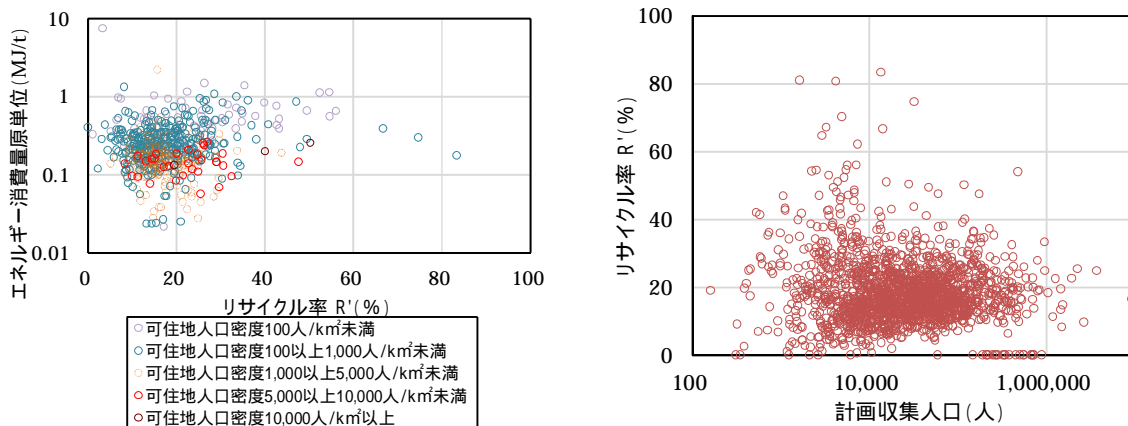 10
1
0.1
0.01
エネルギー消費量原単位(MJ/t)
0
20
40
60
80
100
リサイクル率 R'(%)
可住地人口密度100人/k㎡未満
可住地人口密度100以上1,000人/k㎡未満
可住地人口密度1,000以上5,000人/k㎡未満
可住地人口密度5,000以上10,000人/k㎡未満
可住地人口密度10,000人/k㎡以上
100
80
60
40
20
0
リサイクル率 R'(%)
100
10,000
1,000,000
計画収集人口(人)